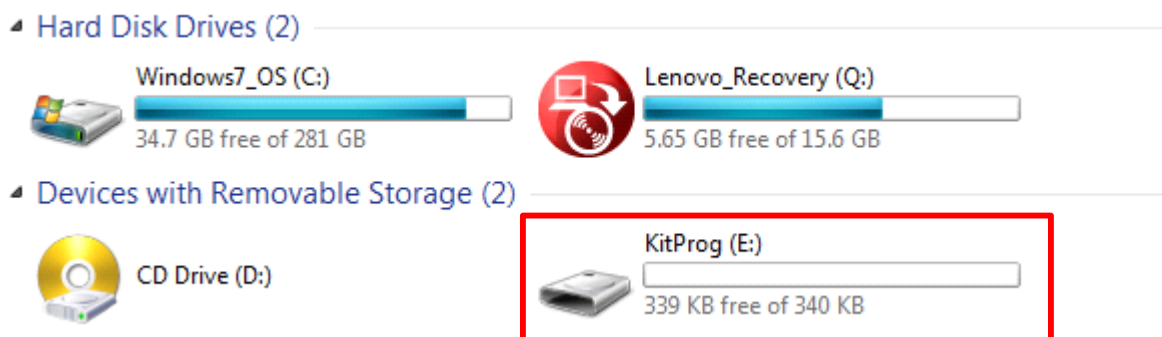 Hard Disk Drives (2)
Windows7_OS (C:)
34.7 GB free of 281 GB
Lenovo_Recovery (Q:)
5.65 GB free of 15.6 GB
Devices with Removable Storage (2)
CD Drive (D:)
KitProg (E:)
339 KB free of 340 KB